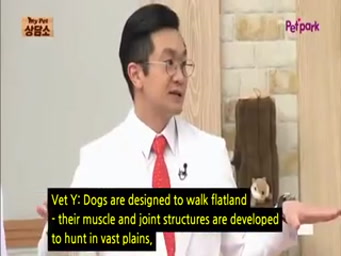 My Pet
상담소
Petpark
Vet Y: Dogs are designed to walk flatland
- their muscle and joint structures are developed
to hunt in vast plains,